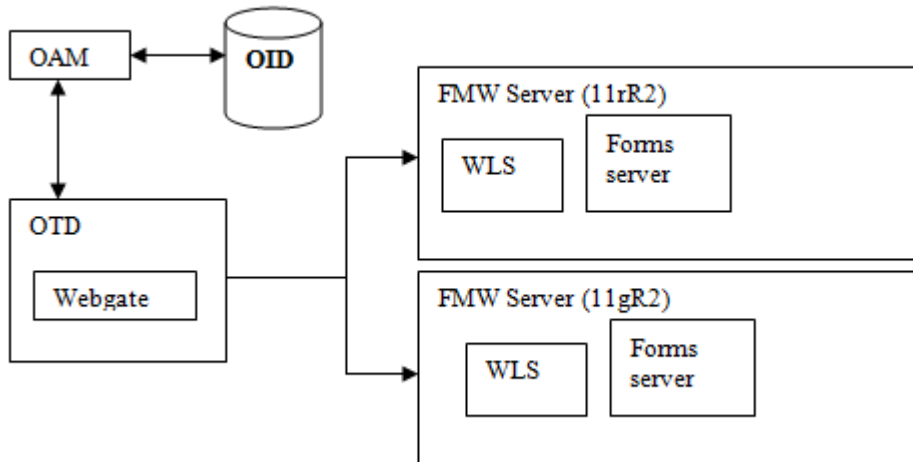 OAM
OID
OTD
Webgate
FMW Server (11rR2)
WLS
Forms
server
FMW Server (11gR2)
WLS
Forms
server